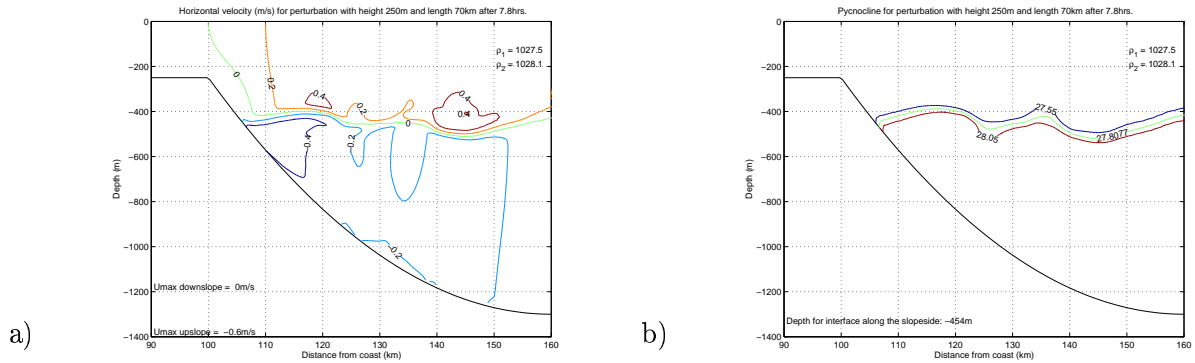 Horizontal velocity (m/s) for perturbation with height 250m and length 70km after 7.8hrs.
0
−200
−400
−600
−800
−1000
−1200
−1400
Depth (m)
90 100 110 120 130 140 150 160
Distance from coast (km)
ρ1 = 1027.5
ρ2 = 1028.1
0
0.2
0.4
0.2
0.4
0.4
0
−0.4
−0.2
−0.2
Umax downslope = 0m/s
Umax upslope = −0.6m/s
a)
Pycnocline for perturbation with height 250m and length 70km after 7.8hrs.
0
−200
−400
−600
−800
−1000
−1200
−1400
Depth (m)
90 100 110 120 130 140 150 160
Distance from coast (km)
ρ1 = 1027.5
ρ2 = 1028.1
27.55
28.05
27.8077
Depth for interface along the slopeside: −454m
b)